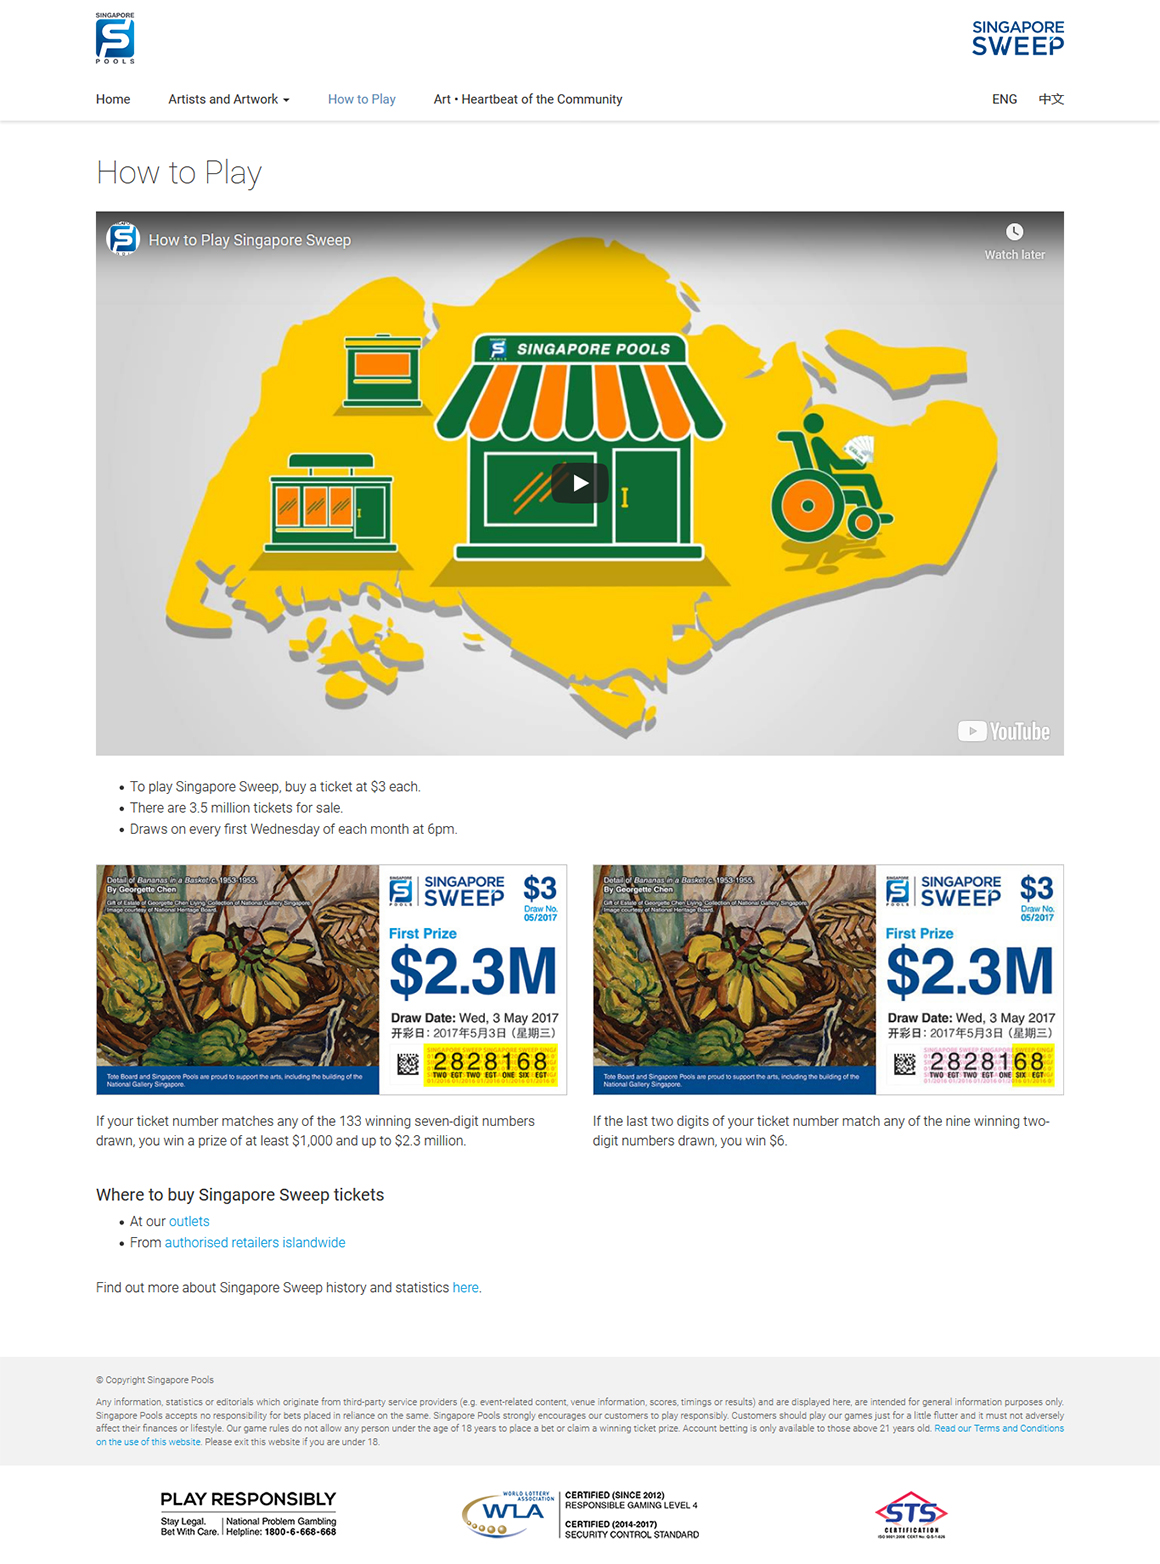 SINGAPORE
POOLS
SINGAPORE
SWEEP
Home
Artists and Artwork
How to Play
Art • Heartbeat of the Community
ENG
中文
How to Play
How to Play Singapore Sweep
Watch later
SINGAPORE POOLS
YouTube
• To play Singapore Sweep, buy a ticket at $3 each.
• There are 3.5 million tickets for sale.
• Draws on every first Wednesday of each month at 6pm.
Detail of Bananas in a Basket c. 1953-1955.
By Georgette Chen
Gift of Estate of Georgette Chen Liying. Collection of National Gallery Singapore.
Image courtesy of National Heritage Board.
Tote Board and Singapore Pools are proud to support the arts, including the building of the
National Gallery Singapore.
POOLS
SINGAPORE
SWEEP
$3
Draw No.
05/2017
First Prize
$2.3M
Draw Date: Wed, 3 May 2017
开彩日: 2017年5月3日 (星期三)
2828168
TWO EGT TWO EGT ONE SIX EGT
Detail of Bananas in a Basket c. 1953-1955.
By Georgette Chen
Gift of Estate of Georgette Chen Liying. Collection of National Gallery Singapore.
Image courtesy of National Heritage Board.
Tote Board and Singapore Pools are proud to support the arts, including the building of the
National Gallery Singapore.
POOLS
SINGAPORE
SWEEP
$3
Draw No.
05/2017
First Prize
$2.3M
Draw Date: Wed, 3 May 2017
开彩日: 2017年5月3日 (星期三)
2828168
TWO EGT TWO EGT ONE SIX EGT
If your ticket number matches any of the 133 winning seven-digit numbers
drawn, you win a prize of at least $1,000 and up to $2.3 million.
If the last two digits of your ticket number match any of the nine winning two-
digit numbers drawn, you win $6.
Where to buy Singapore Sweep tickets
• At our outlets
• From authorised retailers islandwide
Find out more about Singapore Sweep history and statistics here.
© Copyright Singapore Pools
Any information, statistics or editorials which originate from third-party service providers (e.g. event-related content, venue information, scores, timings or results) and are displayed here, are intended for general information purposes only.
Singapore Pools accepts no responsibility for bets placed in reliance on the same. Singapore Pools strongly encourages our customers to play responsibly. Customers should play our games just for a little flutter and it must not adversely
affect their finances or lifestyle. Our game rules do not allow any person under the age of 18 years to place a bet or claim a winning ticket prize. Account betting is only available to those above 21 years old. Read our Terms and Conditions
on the use of this website. Please exit this website if you are under 18.
PLAY RESPONSIBLY
Stay Legal.
Bet With Care.
National Problem Gambling
Helpline: 1800-6-668-668
WORLD LOTTERY
ASSOCIATION
WLA
CERTIFIED (SINCE 2012)
RESPONSIBLE GAMING LEVEL 4
CERTIFIED (2014-2017)
SECURITY CONTROL STANDARD
STS
CERTIFICATION